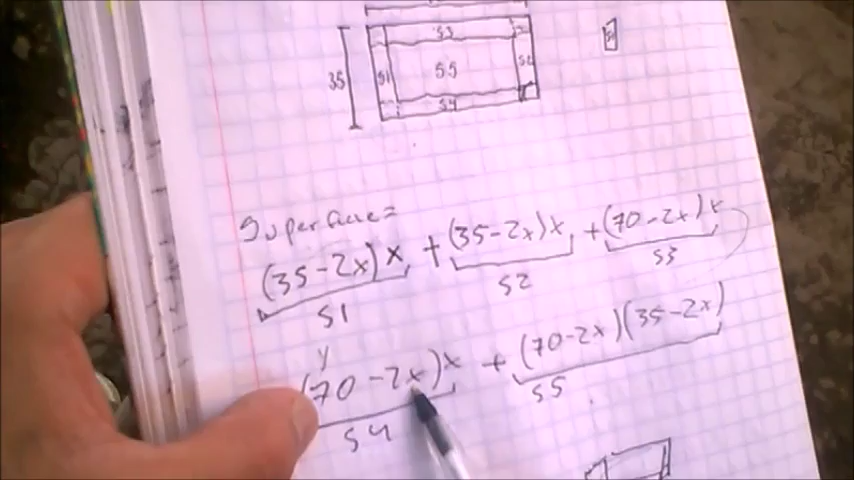 S3
35 S1 S5 S2
S4
Superficie=
(35-2x)x + (35-2x)x + (70-2x)x
S1 S2 S3
y
(70-2x)x + (70-2x)(35-2x)
S4 S5